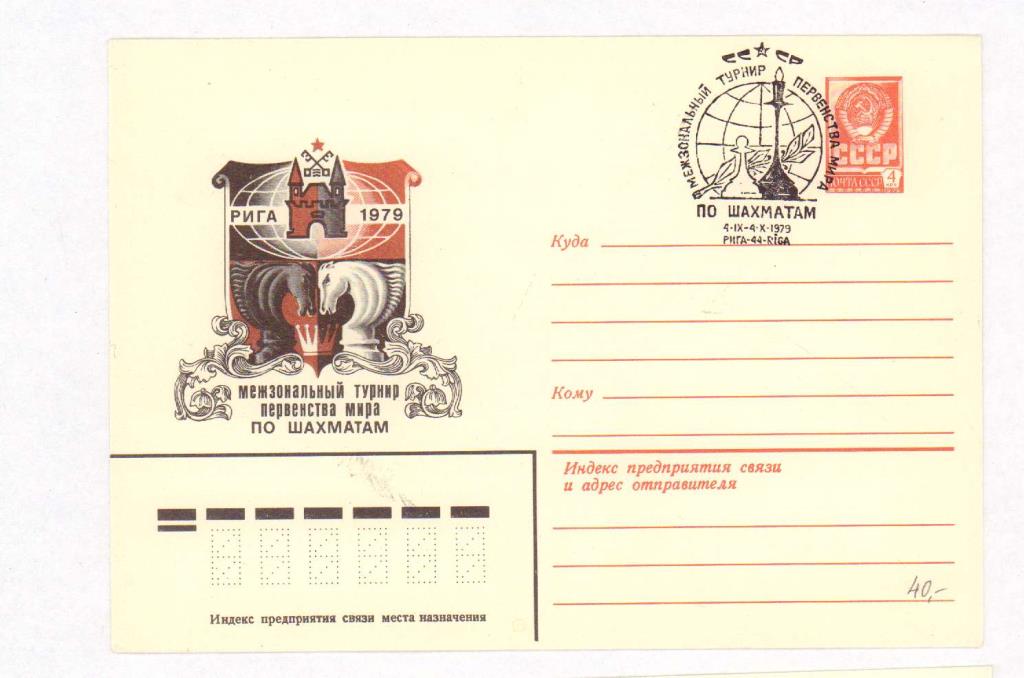 СССР
МЕЖЗОНАЛЬНЫЙ ТУРНИР ПЕРВЕНСТВА МИРА
ПО ШАХМАТАМ
4·IX-4·X·1979
РИГА-44-RĪGA
СССР
ПОЧТА СССР
4
РИГА 1979
межзональный турнир
первенства мира
ПО ШАХМАТАМ
Куда
Кому
Индекс предприятия связи
и адрес отправителя
40,-
Индекс предприятия связи места назначения